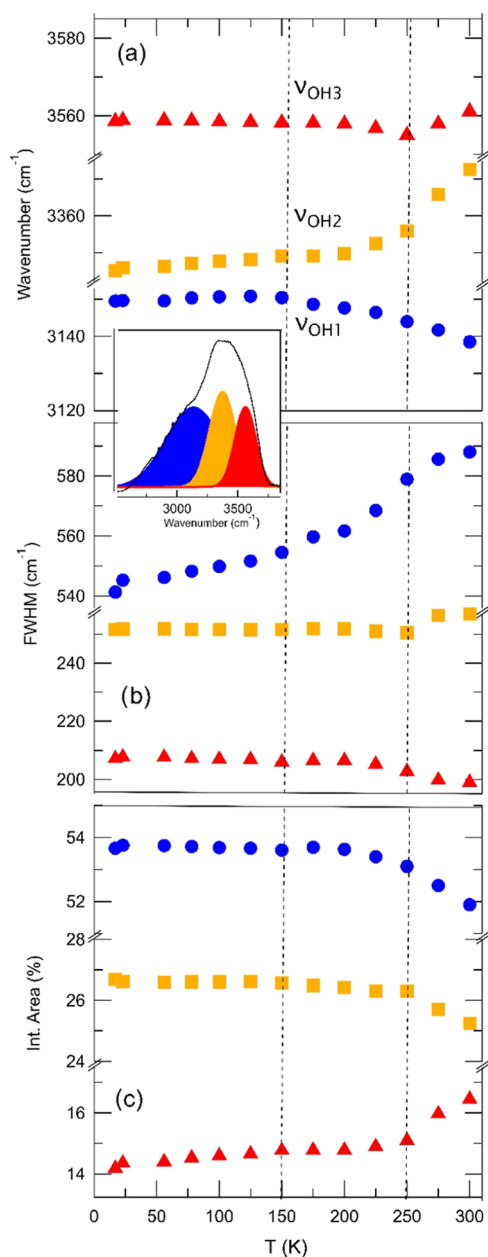 3580
(a)
νOH3
3560
Wavenumber (cm-1)
3360
νOH2
3140
νOH1
3120
3000 3500
Wavenumber (cm-1)
580
560
540
FWHM (cm-1)
240
(b)
220
200
54
52
28
Int. Area (%)
26
24
(c)
16
14
0 50 100 150 200 250 300
T (K)